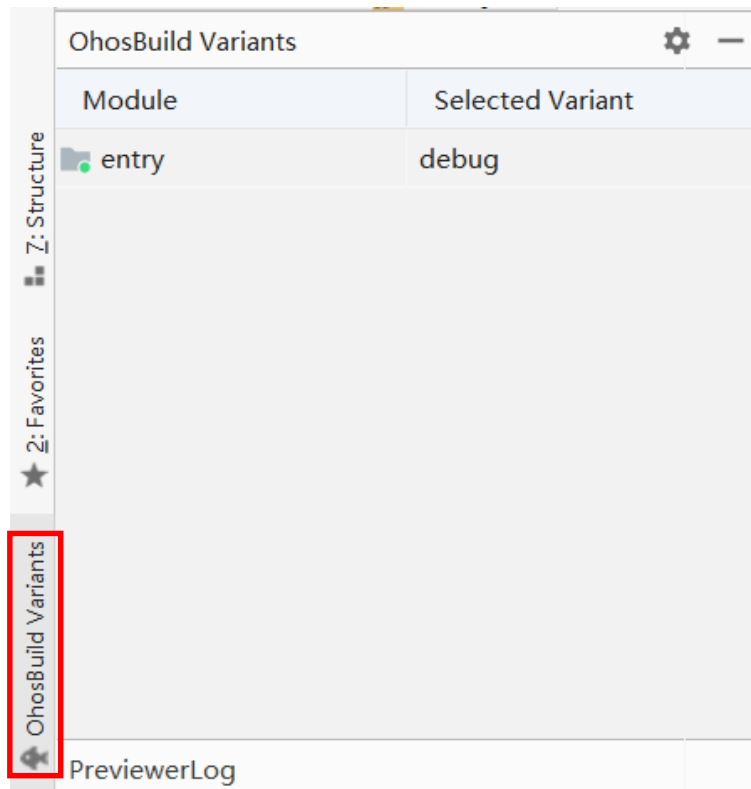 OhosBuild Variants
Module Selected Variant
entry debug
7: Structure
2: Favorites
OhosBuild Variants
PreviewerLog